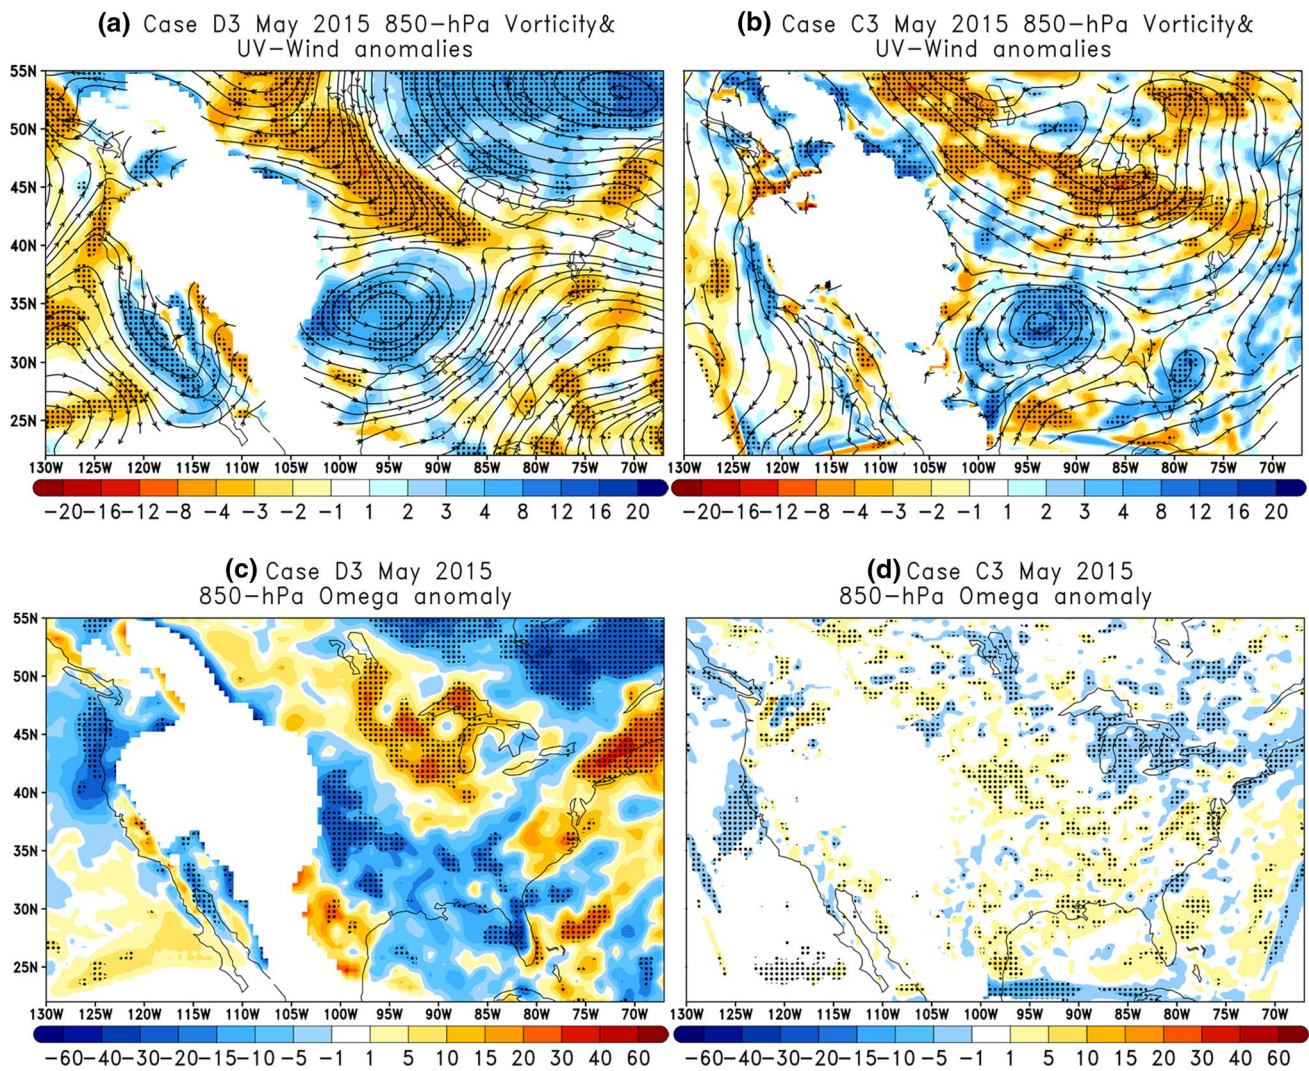 (a) Case D3 May 2015 850-hPa Vorticity&
UV-Wind anomalies
(b) Case C3 May 2015 850-hPa Vorticity&
UV-Wind anomalies
55N
50N
45N
40N
35N
30N
25N
130W 125W 120W 115W 110W 105W 100W 95W 90W 85W 80W 75W 70W
130W 125W 120W 115W 110W 105W 100W 95W 90W 85W 80W 75W 70W
-20 -16 -12 -8 -4 -3 -2 -1 1 2 3 4 8 12 16 20
-20 -16 -12 -8 -4 -3 -2 -1 1 2 3 4 8 12 16 20
(c) Case D3 May 2015
850-hPa Omega anomaly
(d) Case C3 May 2015
850-hPa Omega anomaly
55N
50N
45N
40N
35N
30N
25N
130W 125W 120W 115W 110W 105W 100W 95W 90W 85W 80W 75W 70W
130W 125W 120W 115W 110W 105W 100W 95W 90W 85W 80W 75W 70W
-60 -40 -30 -20 -15 -10 -5 -1 1 5 10 15 20 30 40 60
-60 -40 -30 -20 -15 -10 -5 -1 1 5 10 15 20 30 40 60